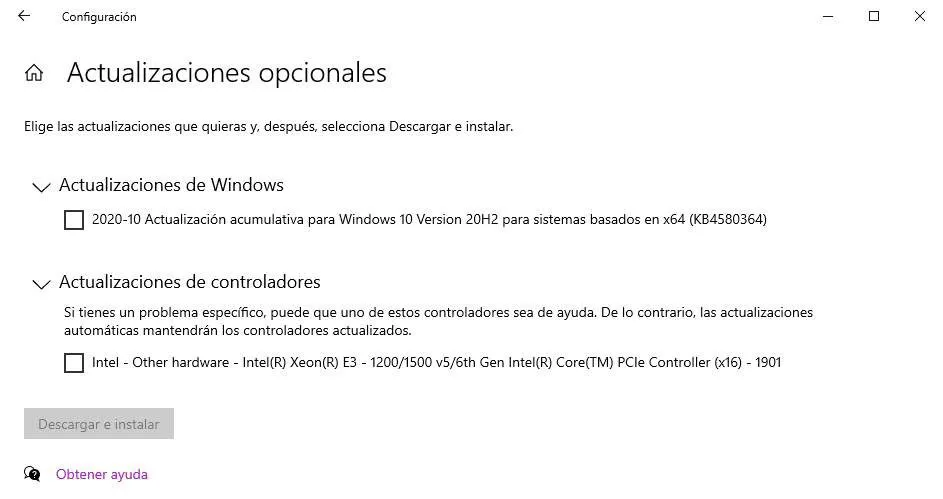 Configuración
Actualizaciones opcionales
Elige las actualizaciones que quieras y, después, selecciona Descargar e instalar.
Actualizaciones de Windows
2020-10 Actualización acumulativa para Windows 10 Version 20H2 para sistemas basados en x64 (KB4580364)
Actualizaciones de controladores
Si tienes un problema específico, puede que uno de estos controladores sea de ayuda. De lo contrario, las actualizaciones
automáticas mantendrán los controladores actualizados.
Intel - Other hardware - Intel(R) Xeon(R) E3 - 1200/1500 v5/6th Gen Intel(R) Core(TM) PCIe Controller (x16) - 1901
Descargar e instalar
Obtener ayuda